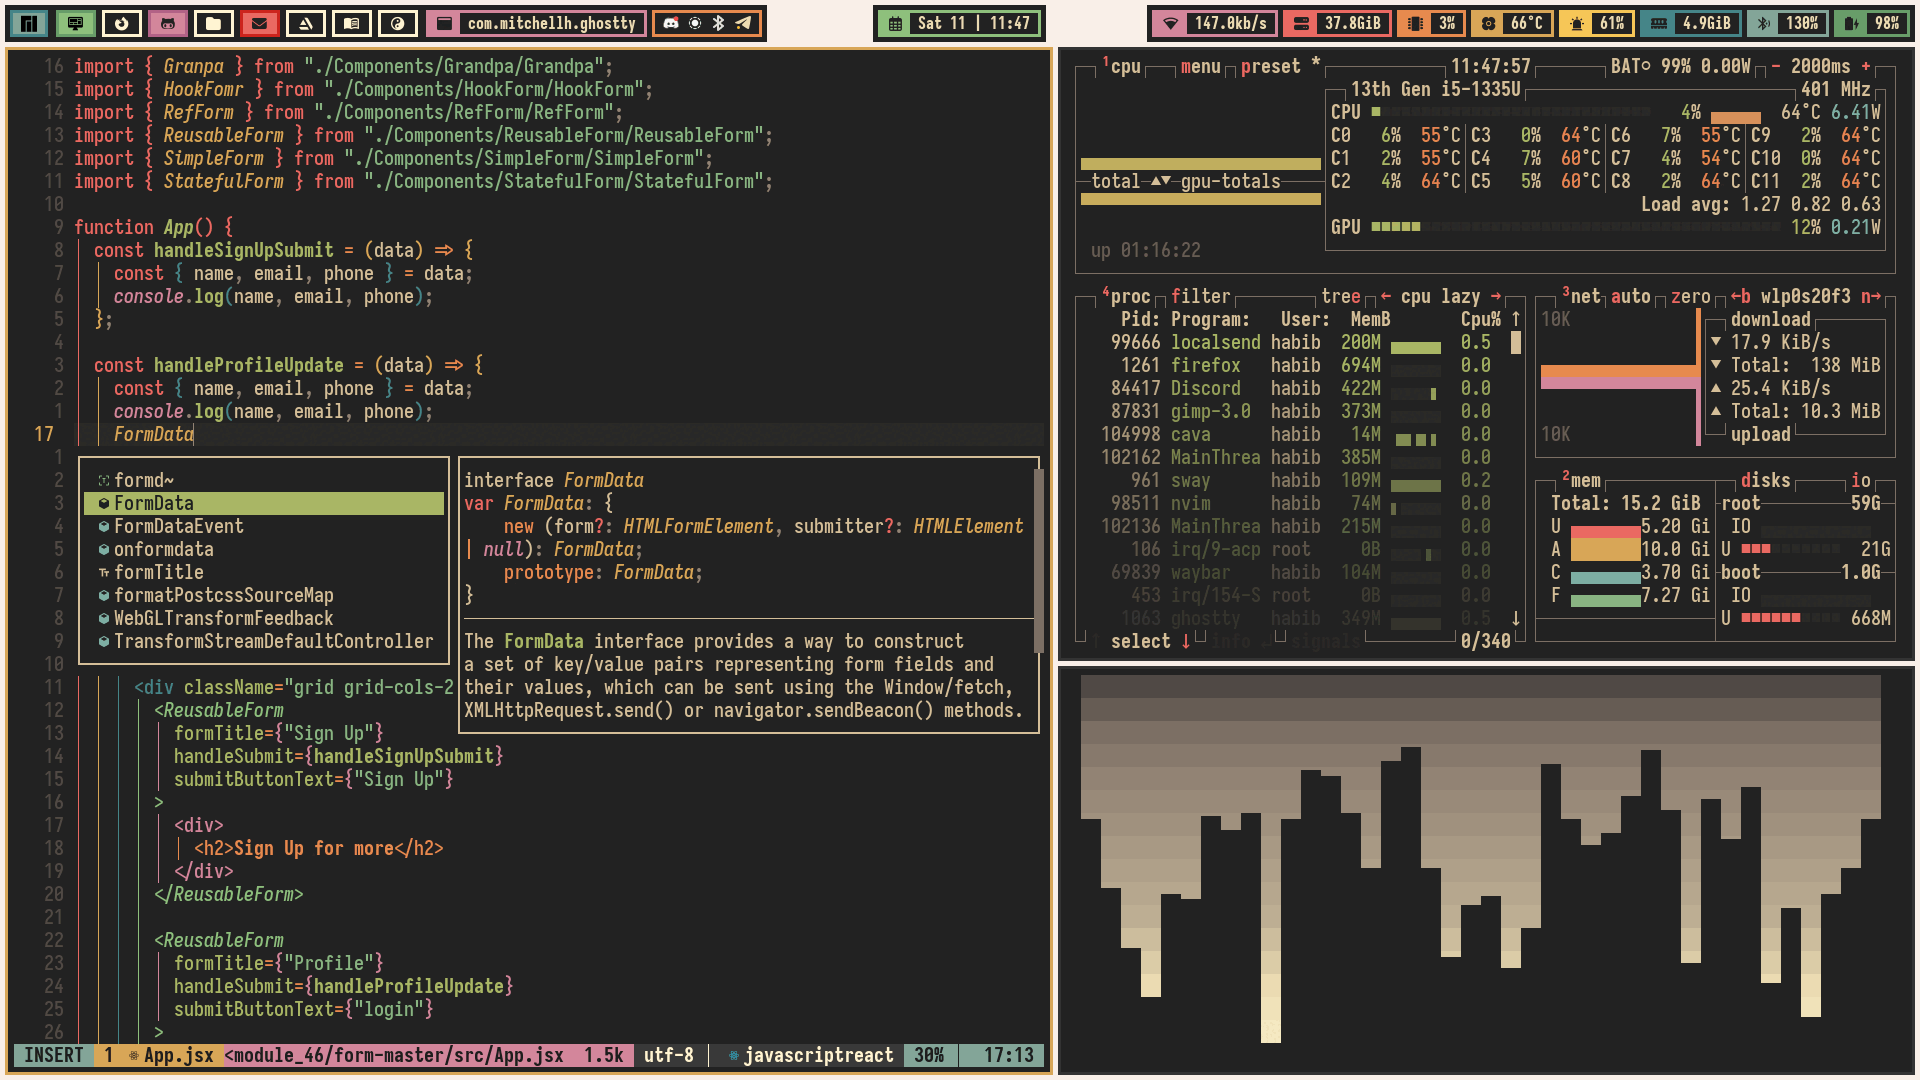 com.mitchellh.ghostty
Sat 11 | 11:47
147.0kb/s
37.8GiB
3%
66°C
61%
4.9GiB
130%
98%
16 import { Granpa } from "./Components/Grandpa/Grandpa";
15 import { HookFomr } from "./Components/HookForm/HookForm";
14 import { RefForm } from "./Components/RefForm/RefForm";
13 import { ReusableForm } from "./Components/ReusableForm/ReusableForm";
12 import { SimpleForm } from "./Components/SimpleForm/SimpleForm";
11 import { StatefulForm } from "./Components/StatefulForm/StatefulForm";
10
9 function App() {
8 const handleSignUpSubmit = (data) => {
7 const { name, email, phone } = data;
6 console.log(name, email, phone);
5 };
4
3 const handleProfileUpdate = (data) => {
2 const { name, email, phone } = data;
1 console.log(name, email, phone);
17 FormData
1
2 formd~
3 FormData
4 FormDataEvent
5 onformdata
6 formTitle
7 formatPostcssSourceMap
8 WebGLTransformFeedback
9 TransformStreamDefaultController
10
interface FormData
var FormData: {
new (form?: HTMLFormElement, submitter?: HTMLElement
| null): FormData;
prototype: FormData;
}
The FormData interface provides a way to construct
a set of key/value pairs representing form fields and
their values, which can be sent using the Window/fetch,
XMLHttpRequest.send() or navigator.sendBeacon() methods.
11 <div className="grid grid-cols-2
12 <ReusableForm
13 formTitle={"Sign Up"}
14 handleSubmit={handleSignUpSubmit}
15 submitButtonText={"Sign Up"}
16 >
17 <div>
18 <h2>Sign Up for more</h2>
19 </div>
20 </ReusableForm>
21
22 <ReusableForm
23 formTitle={"Profile"}
24 handleSubmit={handleProfileUpdate}
25 submitButtonText={"login"}
26 >
INSERT 1 App.jsx <module_46/form-master/src/App.jsx 1.5k utf-8 javascriptreact 30% 17:13
1cpu menu preset * 11:47:57 BAT○ 99% 0.00W - 2000ms +
13th Gen i5-1335U 401 MHz
CPU 4% 64°C 6.41W
C0 6% 55°C C3 0% 64°C C6 7% 55°C C9 2% 64°C
C1 2% 55°C C4 7% 60°C C7 4% 54°C C10 0% 64°C
total ▲▼ gpu-totals C2 4% 64°C C5 5% 60°C C8 2% 64°C C11 2% 64°C
Load avg: 1.27 0.82 0.63
GPU 12% 0.21W
up 01:16:22
4proc filter tree ← cpu lazy →
Pid: Program: User: MemB Cpu% ↑
99666 localsend habib 200M 0.5
1261 firefox habib 694M 0.0
84417 Discord habib 422M 0.0
87831 gimp-3.0 habib 373M 0.0
104998 cava habib 14M 0.0
102162 MainThrea habib 385M 0.0
961 sway habib 109M 0.2
98511 nvim habib 74M 0.0
102136 MainThrea habib 215M 0.0
106 irq/9-acp root 0B 0.0
69839 waybar habib 104M 0.0
453 irq/154-S root 0B 0.0
1063 ghostty habib 349M 0.5 ↓
↑ select ↓ info ↵ signals 0/340
3net auto zero ←b wlp0s20f3 n→
10K download
▼ 17.9 KiB/s
▼ Total: 138 MiB
▲ 25.4 KiB/s
▲ Total: 10.3 MiB
10K upload
2mem
Total: 15.2 GiB
U 5.20 Gi
A 10.0 Gi
C 3.70 Gi
F 7.27 Gi
disks io
root 59G
IO
U 21G
boot 1.0G
IO
U 668M